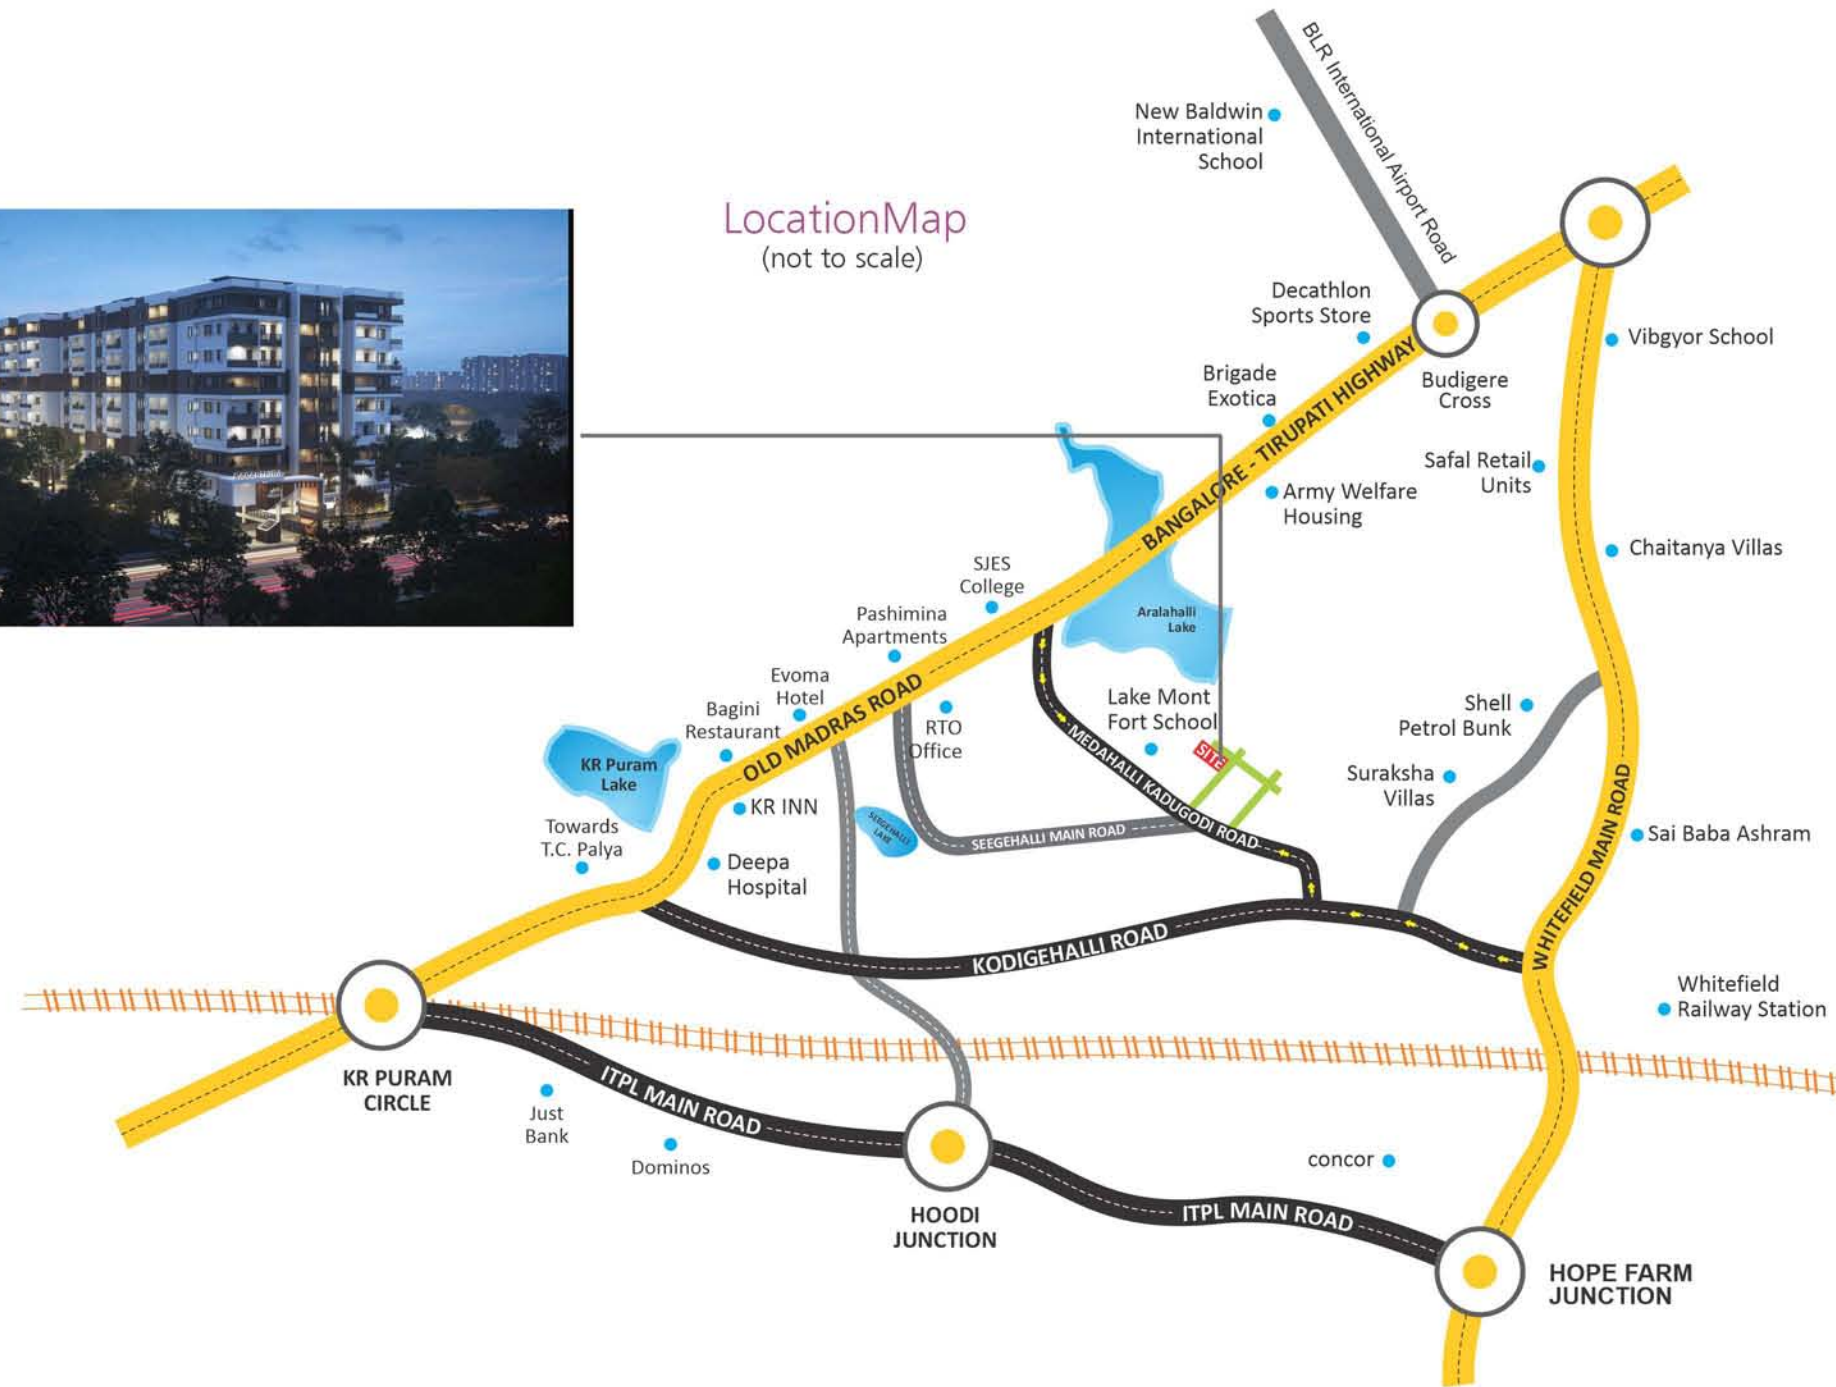 BLR International Airport Road
New Baldwin
International
School
LocationMap
(not to scale)
Decathlon
Sports Store
Vibgyor School
Budigere
Cross
Brigade
Exotica
BANGALORE - TIRUPATI HIGHWAY
Safal Retail
Units
Army Welfare
Housing
Chaitanya Villas
SJES
College
Aralahalli
Lake
Pashimina
Apartments
Evoma
Hotel
Bagini
Restaurant
OLD MADRAS ROAD
RTO
Office
Lake Mont
Fort School
SITE
Shell
Petrol Bunk
KR Puram
Lake
MEDAHALLI KADUGODI ROAD
Suraksha
Villas
KR INN
SEEGEHALLI
LAKE
SEEGEHALLI MAIN ROAD
Towards
T.C. Palya
Deepa
Hospital
Sai Baba Ashram
WHITEFIELD MAIN ROAD
KODIGEHALLI ROAD
Whitefield
Railway Station
KR PURAM
CIRCLE
ITPL MAIN ROAD
Just
Bank
Dominos
concor
HOODI
JUNCTION
ITPL MAIN ROAD
HOPE FARM
JUNCTION